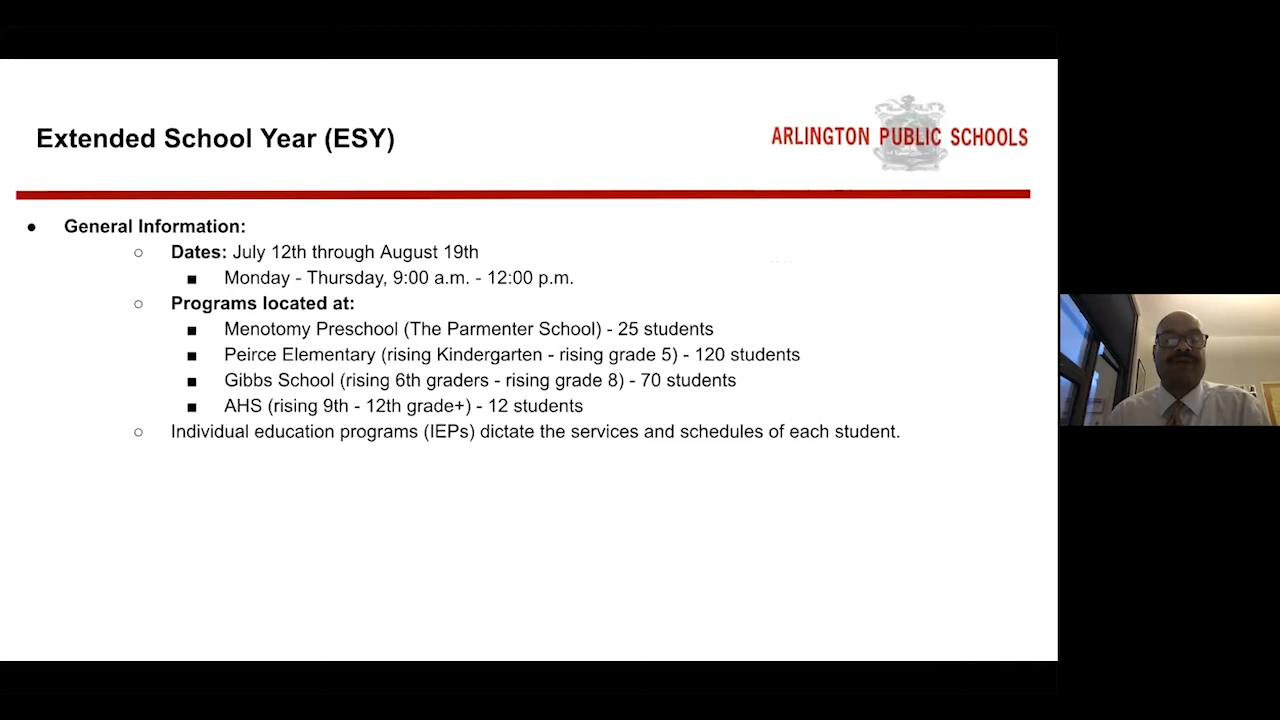 Extended School Year (ESY)
ARLINGTON PUBLIC SCHOOLS
● General Information:
○ Dates: July 12th through August 19th
■ Monday - Thursday, 9:00 a.m. - 12:00 p.m.
○ Programs located at:
■ Menotomy Preschool (The Parmenter School) - 25 students
■ Peirce Elementary (rising Kindergarten - rising grade 5) - 120 students
■ Gibbs School (rising 6th graders - rising grade 8) - 70 students
■ AHS (rising 9th - 12th grade+) - 12 students
○ Individual education programs (IEPs) dictate the services and schedules of each student.